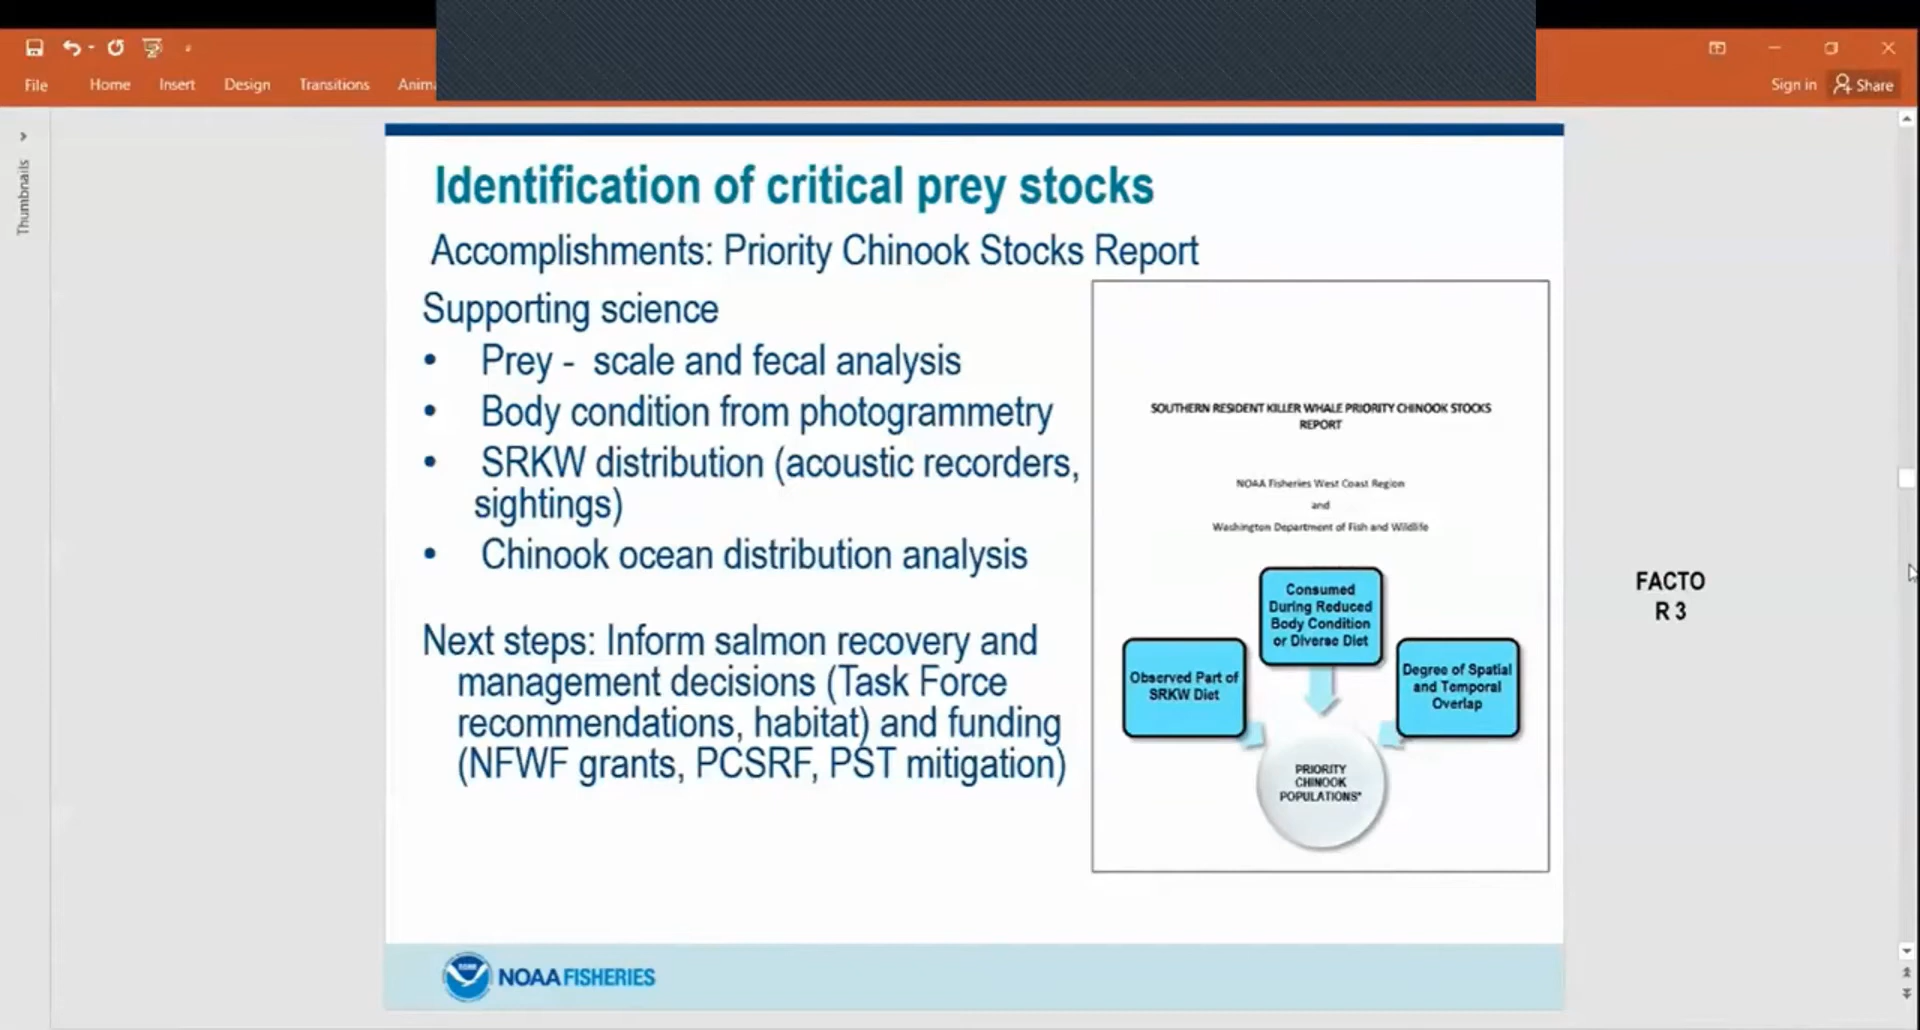 File Home Insert Design Transitions Anim
Sign in Share
Thumbnails
Identification of critical prey stocks
Accomplishments: Priority Chinook Stocks Report
Supporting science
• Prey - scale and fecal analysis
• Body condition from photogrammetry
• SRKW distribution (acoustic recorders,
sightings)
• Chinook ocean distribution analysis
Next steps: Inform salmon recovery and
management decisions (Task Force
recommendations, habitat) and funding
(NFWF grants, PCSRF, PST mitigation)
SOUTHERN RESIDENT KILLER WHALE PRIORITY CHINOOK STOCKS
REPORT
NOAA Fisheries West Coast Region
and
Washington Department of Fish and Wildlife
Consumed
During Reduced
Body Condition
or Diverse Diet
Observed Part of
SRKW Diet
Degree of Spatial
and Temporal
Overlap
PRIORITY
CHINOOK
POPULATIONS*
FACTO
R 3
NOAA FISHERIES